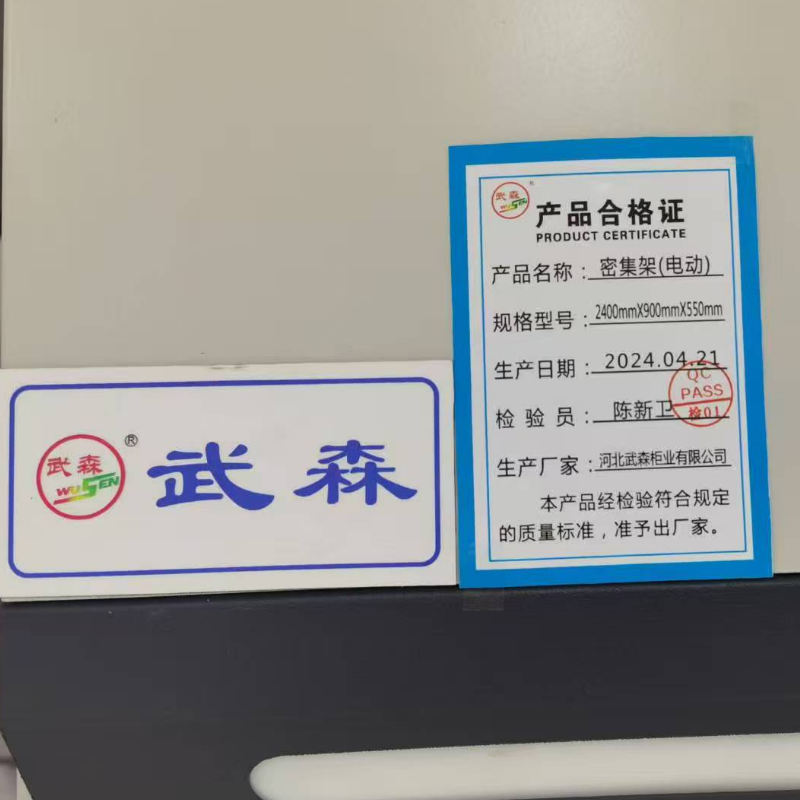 武森
WUSEN
®
武森
武森
WUSEN
®
产品合格证
PRODUCT CERTIFICATE
产品名称：密集架(电动)
规格型号：2400mmX900mmX550mm
生产日期：2024.04.21
QC
PASS
检验员：陈新卫
检01
生产厂家：河北武森柜业有限公司
本产品经检验符合规定
的质量标准，准予出厂家。